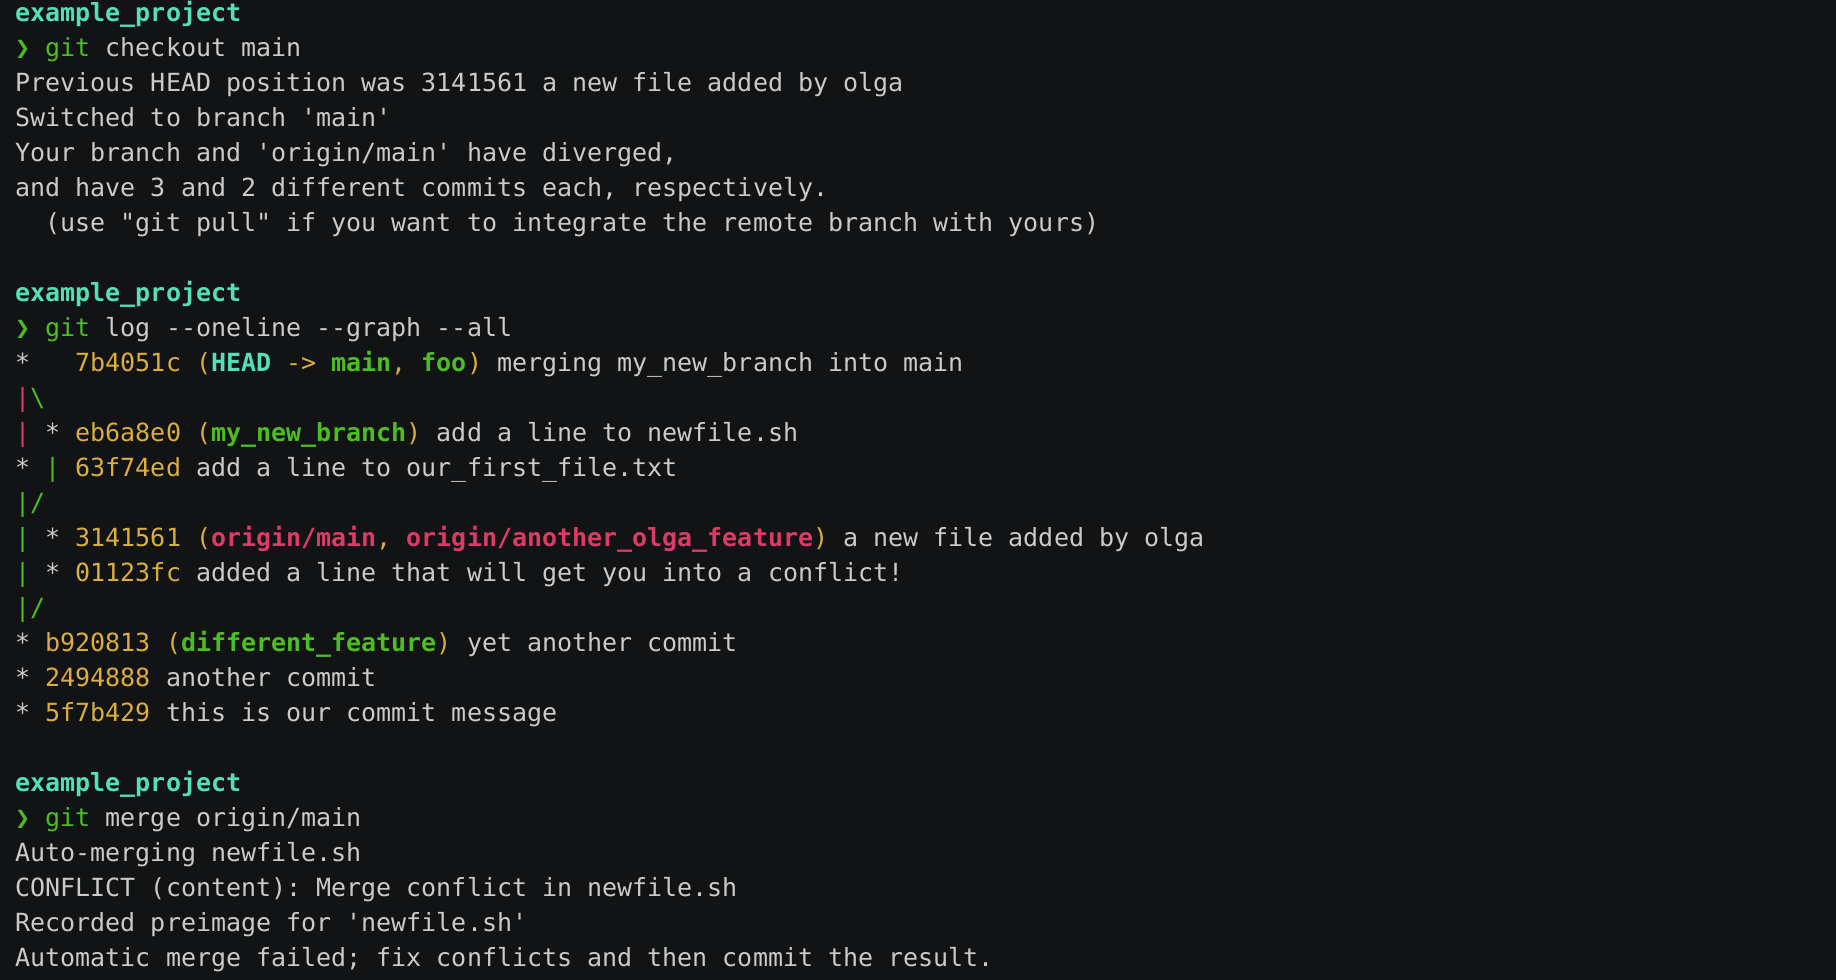 example_project
❯ git checkout main
Previous HEAD position was 3141561 a new file added by olga
Switched to branch 'main'
Your branch and 'origin/main' have diverged,
and have 3 and 2 different commits each, respectively.
  (use "git pull" if you want to integrate the remote branch with yours)

example_project
❯ git log --oneline --graph --all
*   7b4051c (HEAD -> main, foo) merging my_new_branch into main
|\
| * eb6a8e0 (my_new_branch) add a line to newfile.sh
* | 63f74ed add a line to our_first_file.txt
|/
| * 3141561 (origin/main, origin/another_olga_feature) a new file added by olga
| * 01123fc added a line that will get you into a conflict!
|/
* b920813 (different_feature) yet another commit
* 2494888 another commit
* 5f7b429 this is our commit message

example_project
❯ git merge origin/main
Auto-merging newfile.sh
CONFLICT (content): Merge conflict in newfile.sh
Recorded preimage for 'newfile.sh'
Automatic merge failed; fix conflicts and then commit the result.